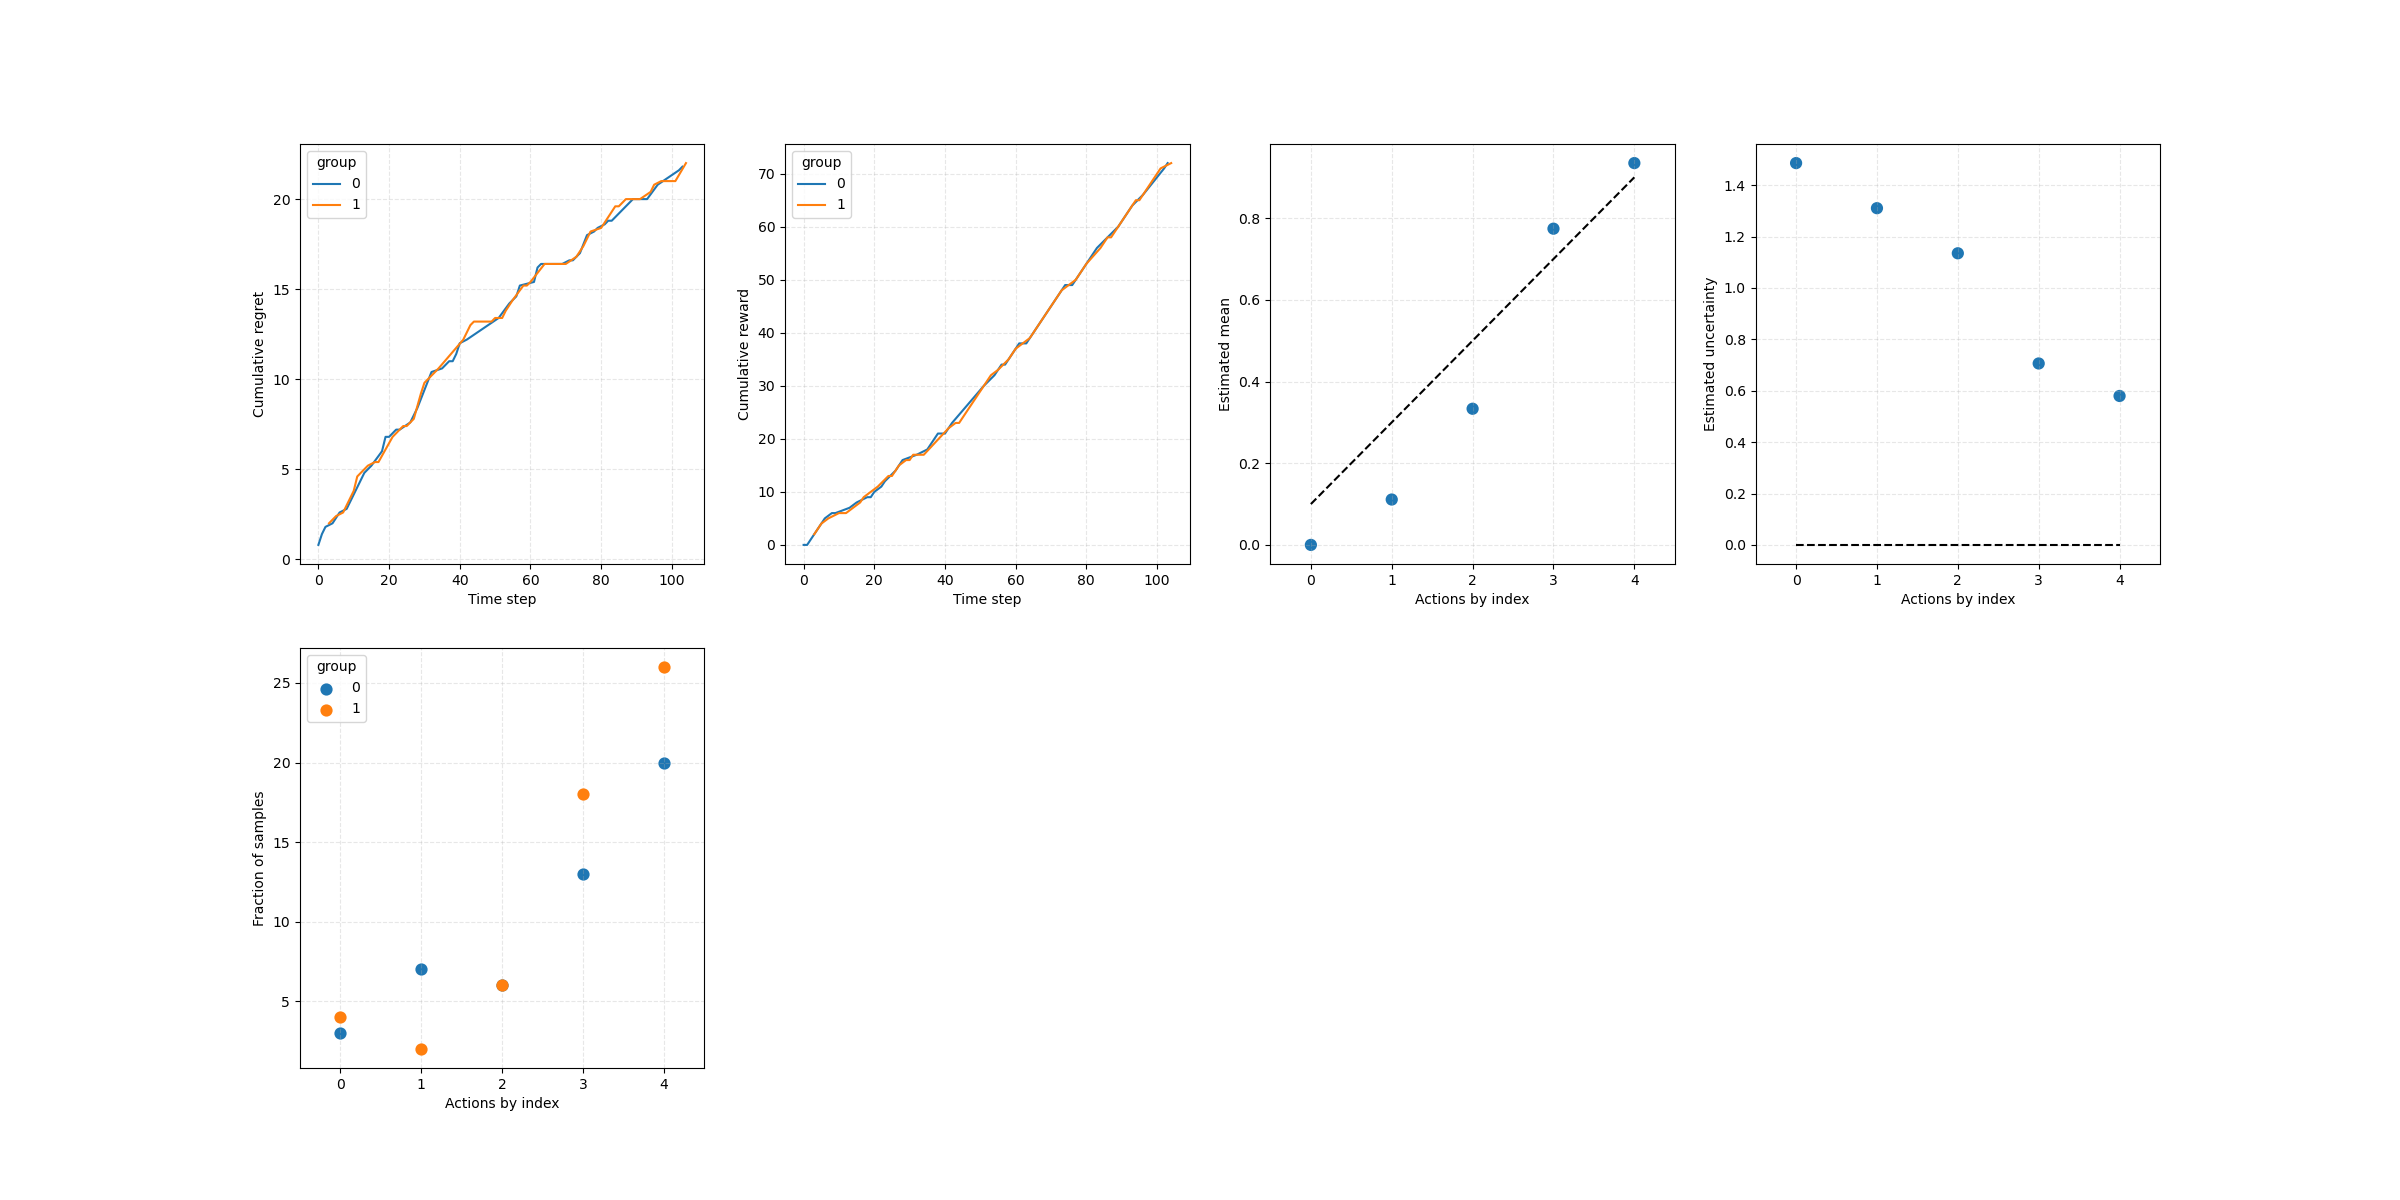 group
0
1
20
15
10
5
0
Cumulative regret
0 20 40 60 80 100
Time step
group
0
1
70
60
50
40
30
20
10
0
Cumulative reward
0 20 40 60 80 100
Time step
0.8
0.6
0.4
0.2
0.0
Estimated mean
0 1 2 3 4
Actions by index
1.4
1.2
1.0
0.8
0.6
0.4
0.2
0.0
Estimated uncertainty
0 1 2 3 4
Actions by index
group
0
1
25
20
15
10
5
Fraction of samples
0 1 2 3 4
Actions by index